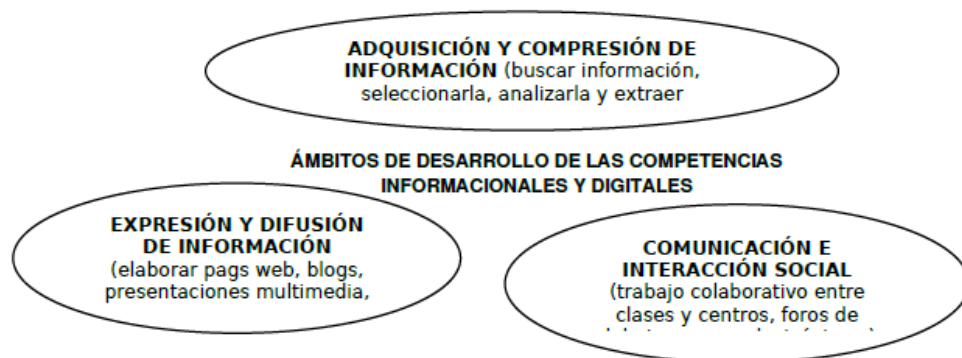 ADQUISICIÓN Y COMPRESIÓN DE
INFORMACIÓN (buscar información,
seleccionarla, analizarla y extraer
ÁMBITOS DE DESARROLLO DE LAS COMPETENCIAS
INFORMACIONALES Y DIGITALES
EXPRESIÓN Y DIFUSIÓN
DE INFORMACIÓN
(elaborar pags web, blogs,
presentaciones multimedia,
COMUNICACIÓN E
INTERACCIÓN SOCIAL
(trabajo colaborativo entre
clases y centros, foros de